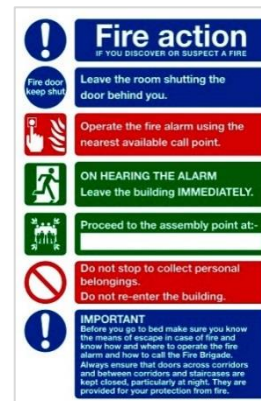 Fire action
IF YOU DISCOVER OR SUSPECT A FIRE
Fire door
keep shut
Leave the room shutting the
door behind you.
Operate the fire alarm using the
nearest available call point.
ON HEARING THE ALARM
Leave the building IMMEDIATELY.
Proceed to the assembly point at:-
Do not stop to collect personal
belongings.
Do not re-enter the building.
IMPORTANT
Before you go to bed make sure you know
the means of escape in case of fire and
know how and where to operate the fire
alarm and how to call the Fire Brigade.
Always ensure that doors across corridors
and between corridors and staircases are
kept closed, particularly at night. They are
provided for your protection from fire.